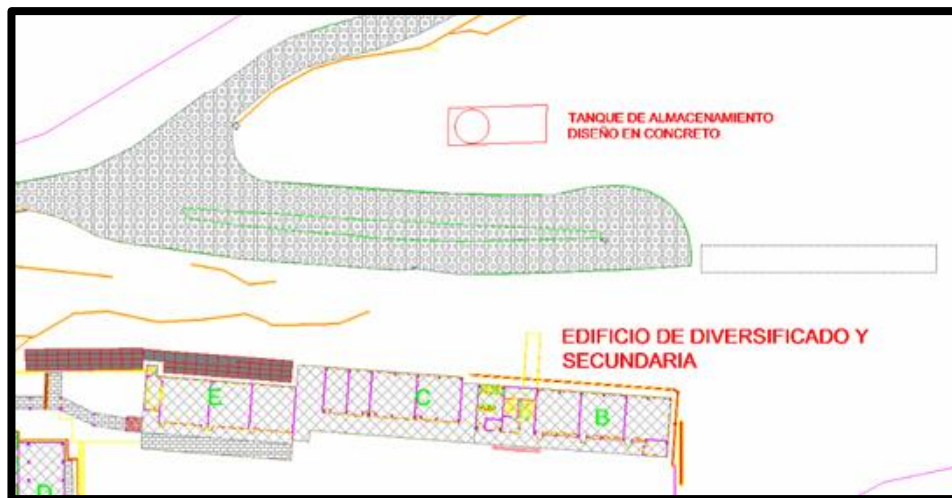 TANQUE DE ALMACENAMIENTO
DISEÑO EN CONCRETO
EDIFICIO DE DIVERSIFICADO Y
SECUNDARIA
E
C
B
D